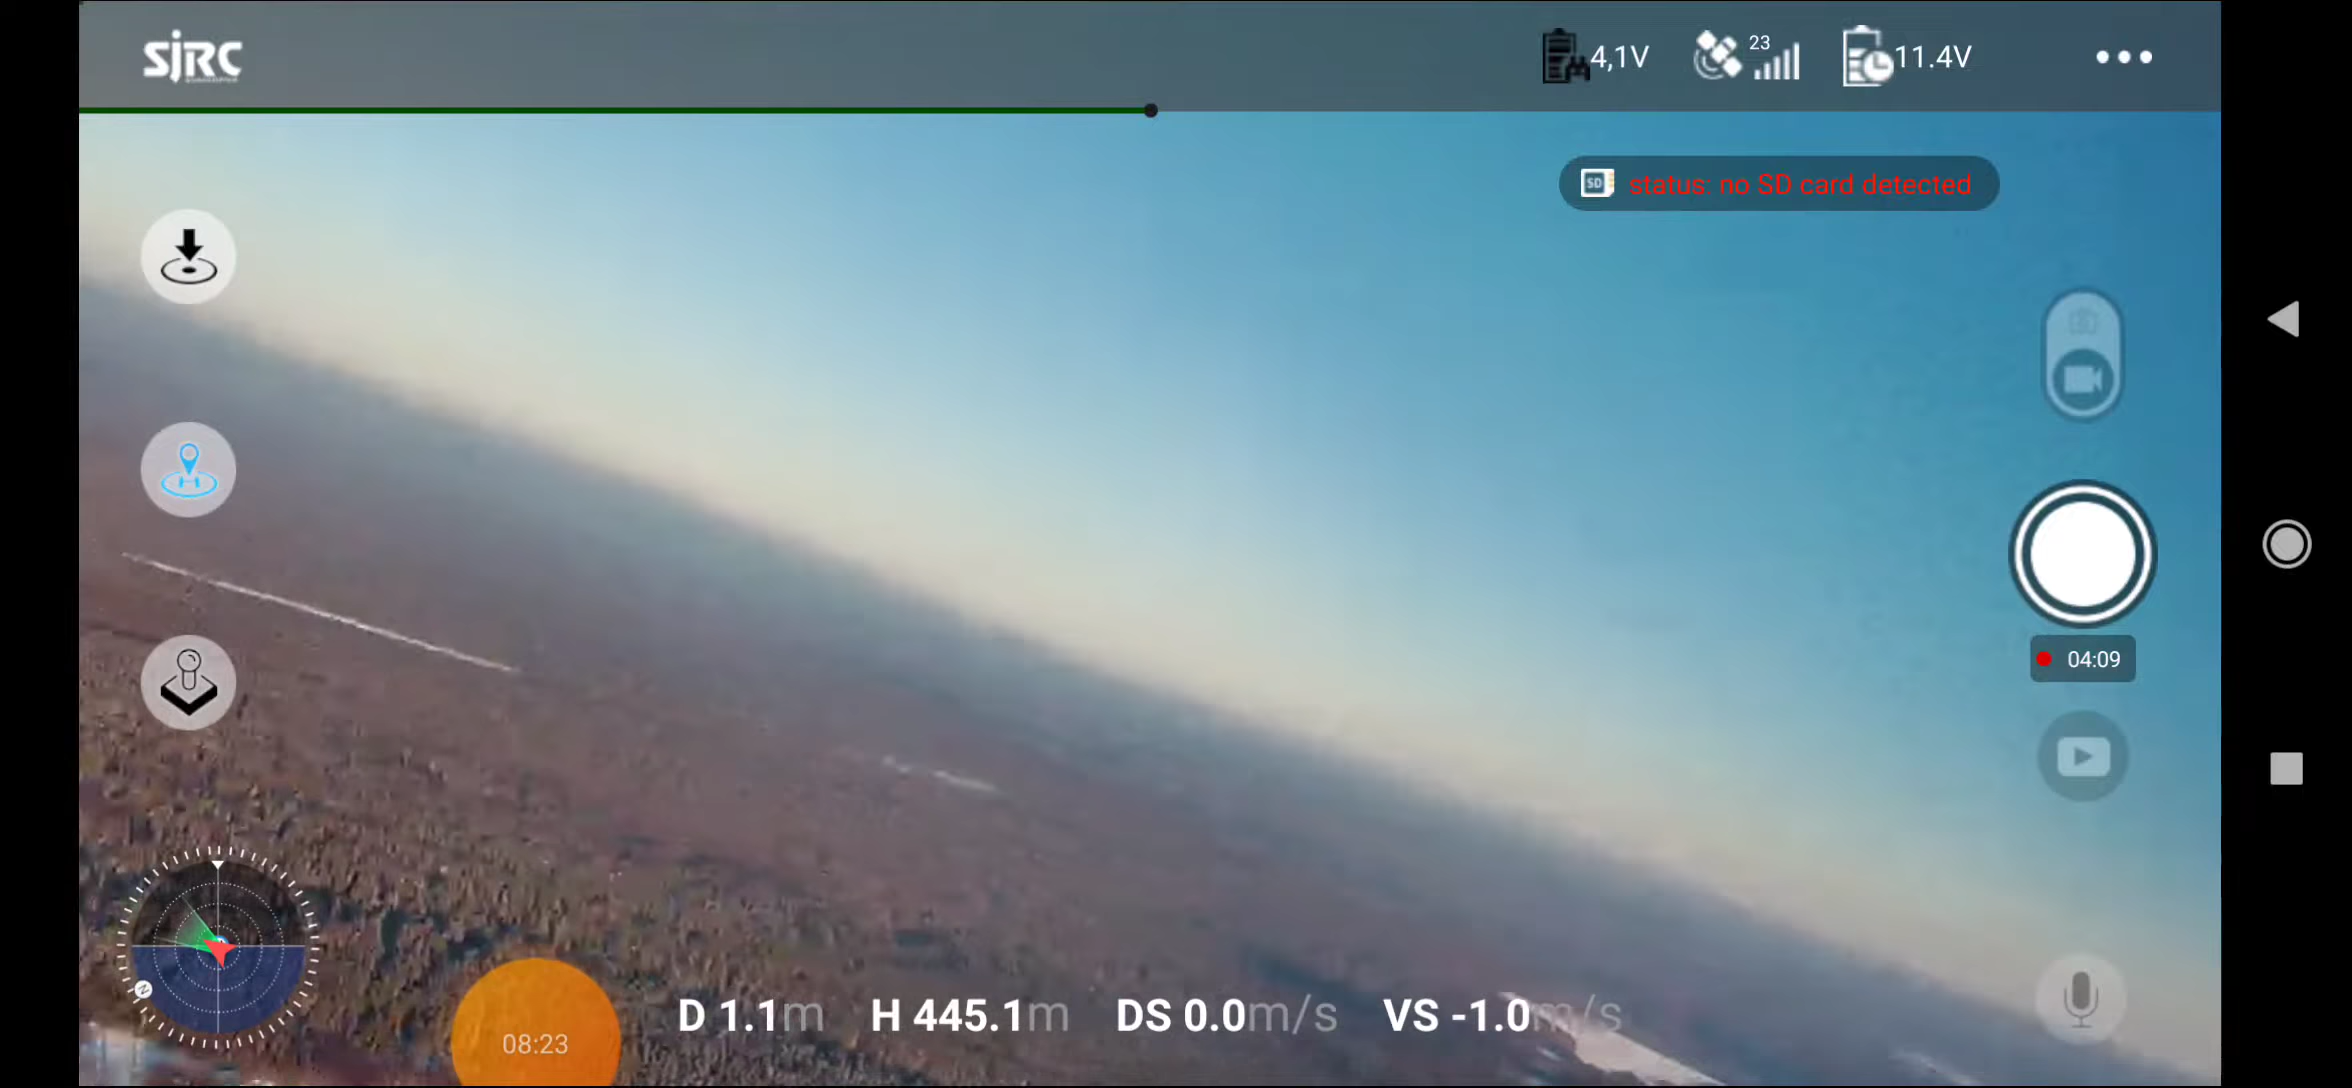 SJRC
4,1V
23
11.4V
SD status: no SD card detected
04:09
N
08:23
D 1.1m H 445.1m DS 0.0m/s VS -1.0m/s